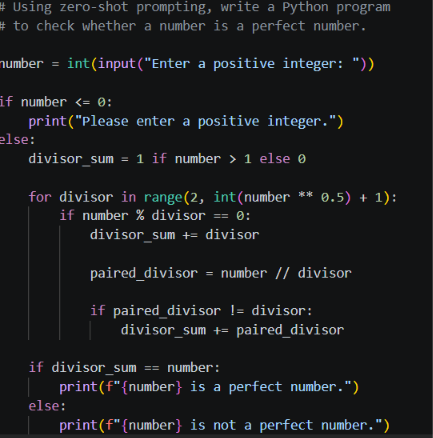 # Using zero-shot prompting, write a Python program
# to check whether a number is a perfect number.
number = int(input("Enter a positive integer: "))
if number <= 0:
print("Please enter a positive integer.")
else:
divisor_sum = 1 if number > 1 else 0
for divisor in range(2, int(number ** 0.5) + 1):
if number % divisor == 0:
divisor_sum += divisor
paired_divisor = number // divisor
if paired_divisor != divisor:
divisor_sum += paired_divisor
if divisor_sum == number:
print(f"{number} is a perfect number.")
else:
print(f"{number} is not a perfect number.")